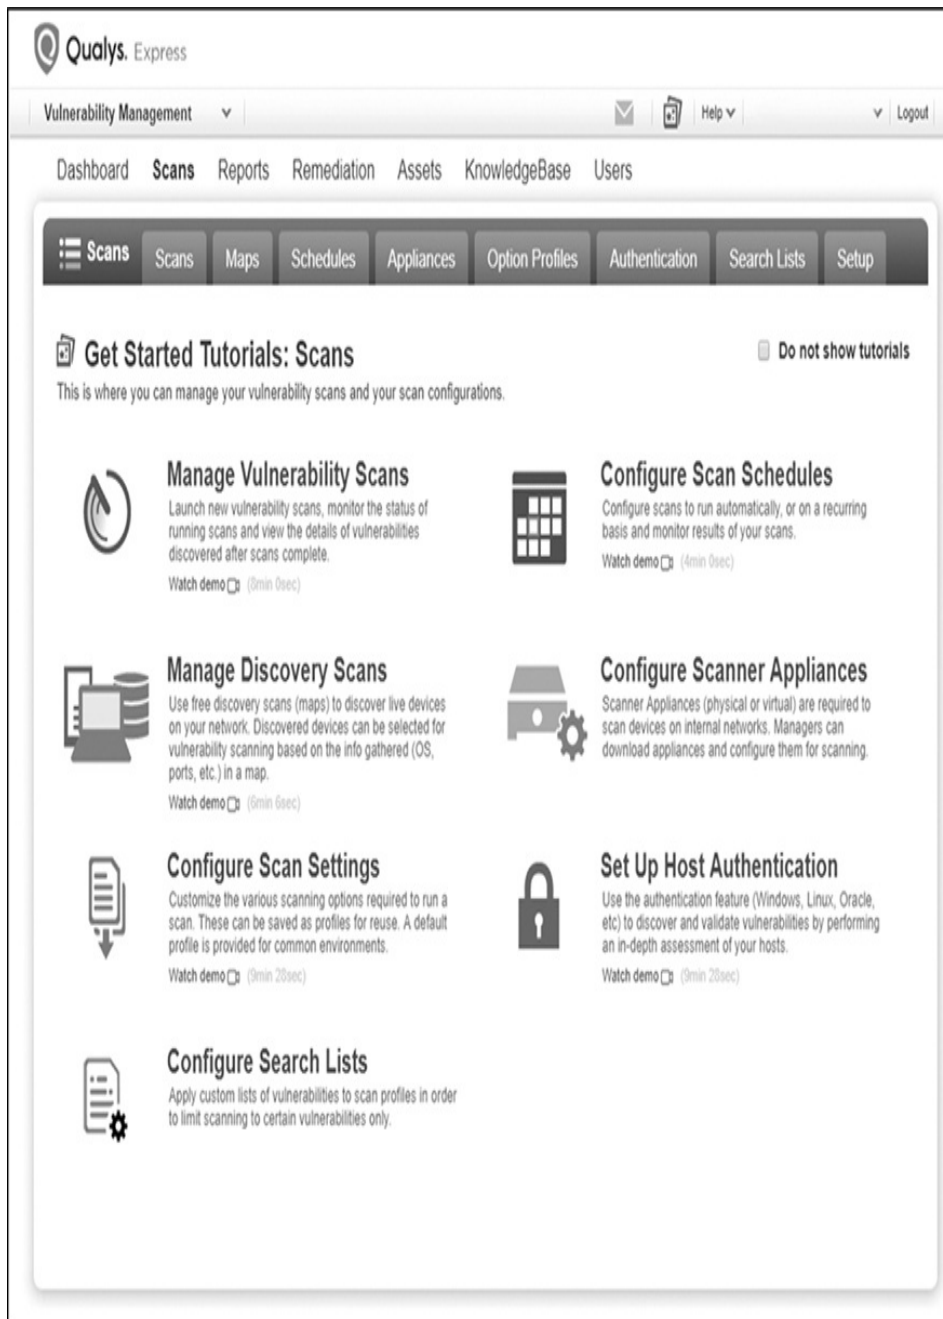 Qualys. Express
Vulnerability Management
Help
Logout
Dashboard Scans Reports Remediation Assets KnowledgeBase Users
Scans Scans Maps Schedules Appliances Option Profiles Authentication Search Lists Setup
Get Started Tutorials: Scans
Do not show tutorials
This is where you can manage your vulnerability scans and your scan configurations.
Manage Vulnerability Scans
Launch new vulnerability scans, monitor the status of
running scans and view the details of vulnerabilities
discovered after scans complete.
Watch demo (8min 0sec)
Configure Scan Schedules
Configure scans to run automatically, or on a recurring
basis and monitor results of your scans.
Watch demo (4min 0sec)
Manage Discovery Scans
Use free discovery scans (maps) to discover live devices
on your network. Discovered devices can be selected for
vulnerability scanning based on the info gathered (OS,
ports, etc.) in a map.
Watch demo (6min 6sec)
Configure Scanner Appliances
Scanner Appliances (physical or virtual) are required to
scan devices on internal networks. Managers can
download appliances and configure them for scanning.
Configure Scan Settings
Customize the various scanning options required to run a
scan. These can be saved as profiles for reuse. A default
profile is provided for common environments.
Watch demo (9min 28sec)
Set Up Host Authentication
Use the authentication feature (Windows, Linux, Oracle,
etc) to discover and validate vulnerabilities by performing
an in-depth assessment of your hosts.
Watch demo (9min 28sec)
Configure Search Lists
Apply custom lists of vulnerabilities to scan profiles in order
to limit scanning to certain vulnerabilities only.